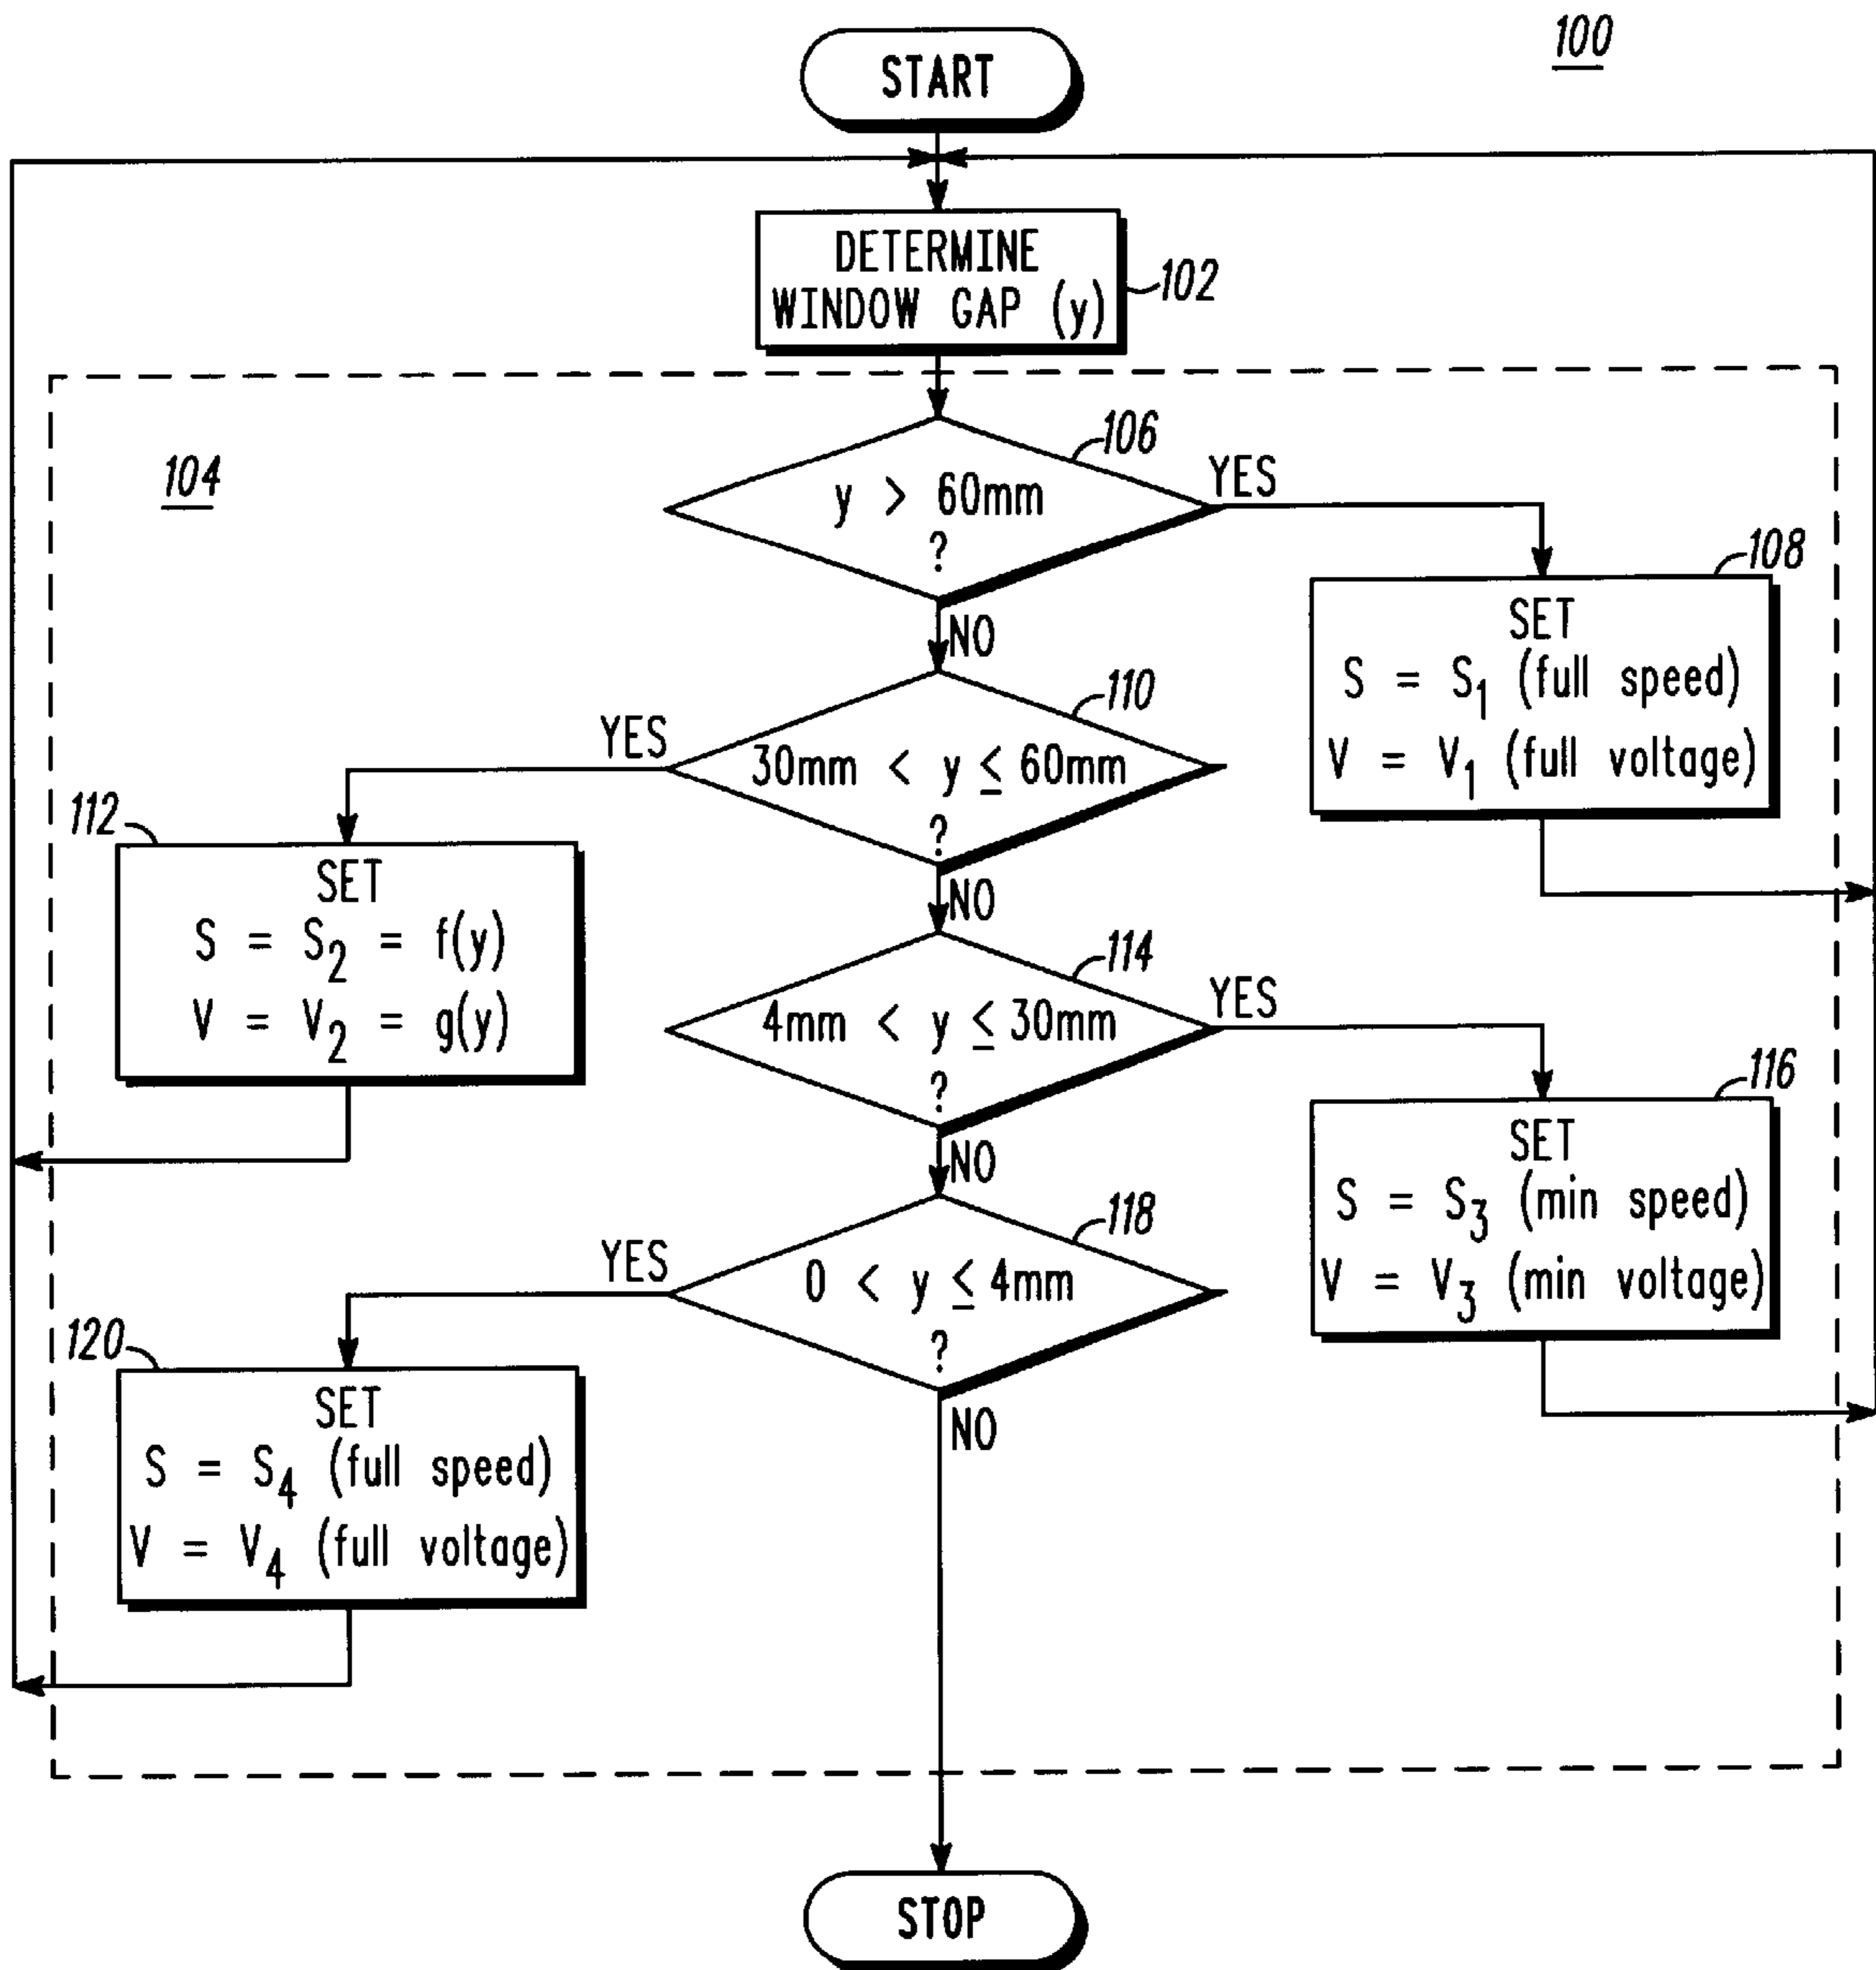 100
START
DETERMINE
WINDOW GAP (y)
102
104
106
y > 60mm
?
YES
NO
108
SET
S = S1 (full speed)
V = V1 (full voltage)
110
YES
30mm < y ≤ 60mm
?
NO
112
SET
S = S2 = f(y)
V = V2 = g(y)
114
4mm < y ≤ 30mm
?
YES
NO
116
SET
S = S3 (min speed)
V = V3 (min voltage)
118
YES
0 < y ≤ 4mm
?
NO
120
SET
S = S4 (full speed)
V = V4 (full voltage)
STOP